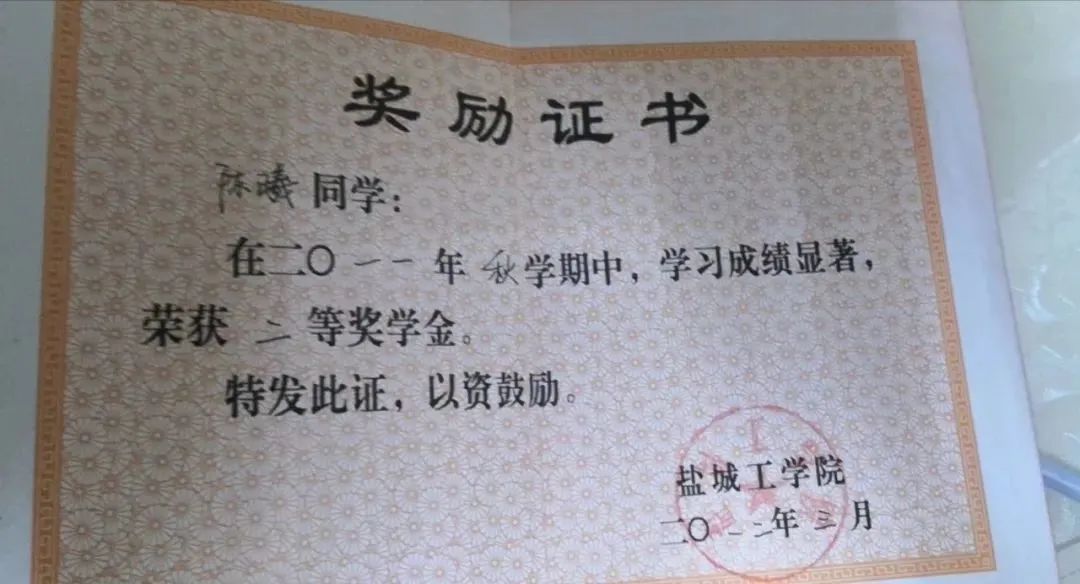 奖励证书
陈曦同学：
在二〇一一年秋学期中，学习成绩显著，
荣获二等奖学金。
特发此证，以资鼓励。
盐城工学院
二〇一二年三月